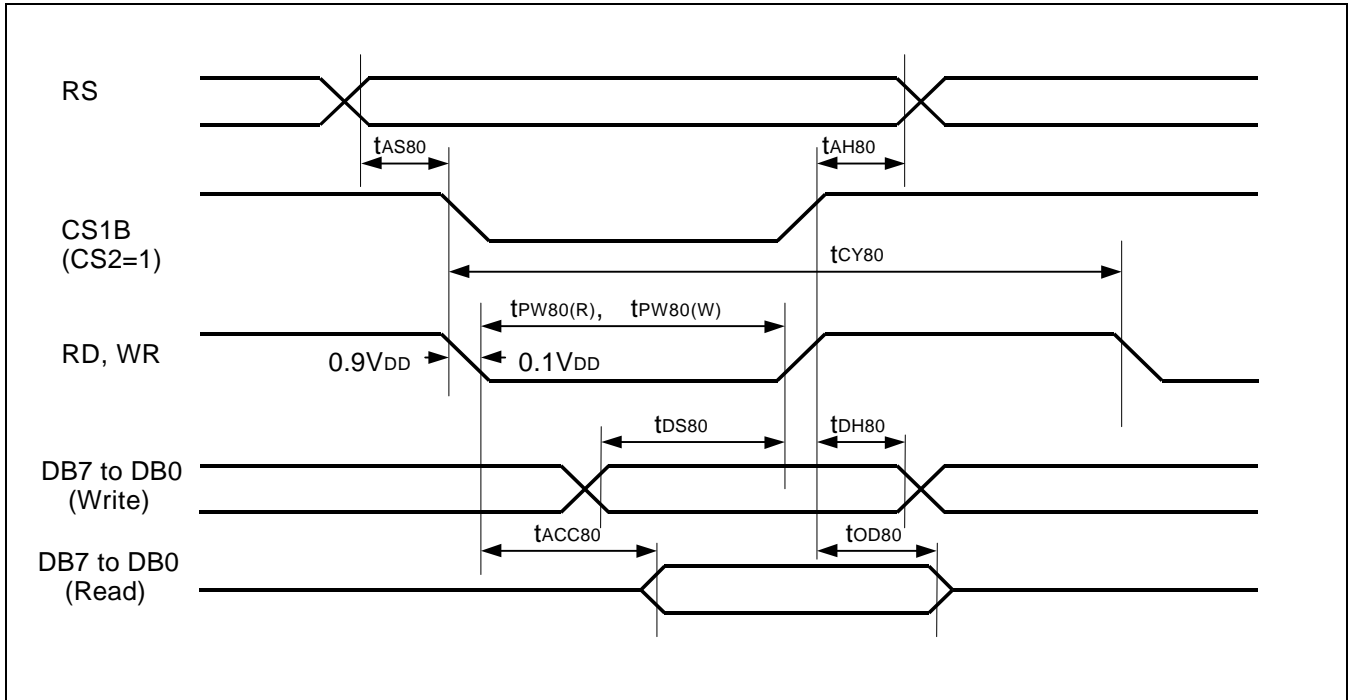 RS
tAS80
tAH80
CS1B
(CS2=1)
tCY80
tPW80(R), tPW80(W)
RD, WR
0.9VDD
0.1VDD
tDS80
tDH80
DB7 to DB0
(Write)
tACC80
tOD80
DB7 to DB0
(Read)